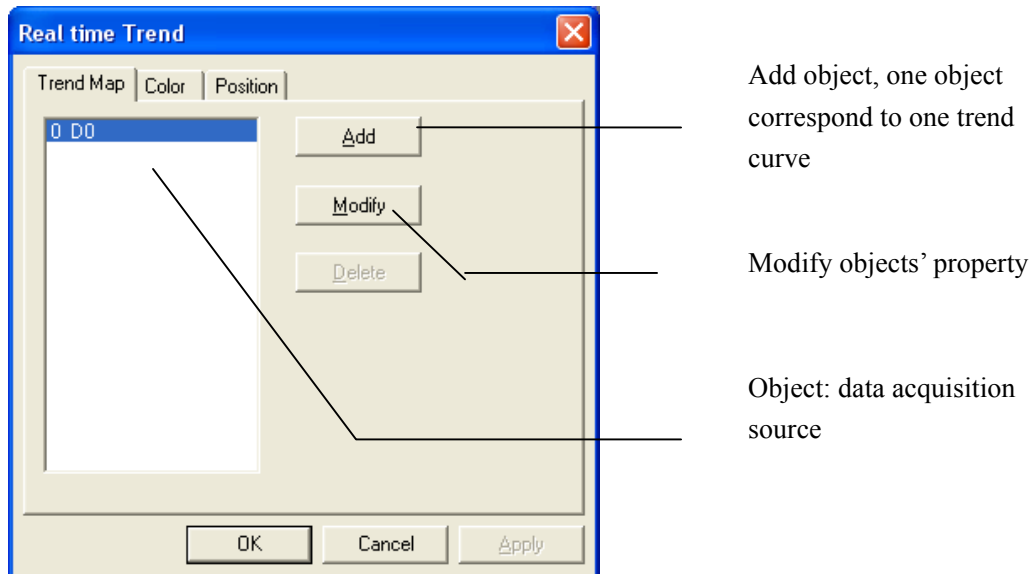 Real time Trend
Trend Map Color Position
0 D0
Add
Modify
Delete
OK Cancel Apply
Add object, one object
correspond to one trend
curve
Modify objects’ property
Object: data acquisition
source